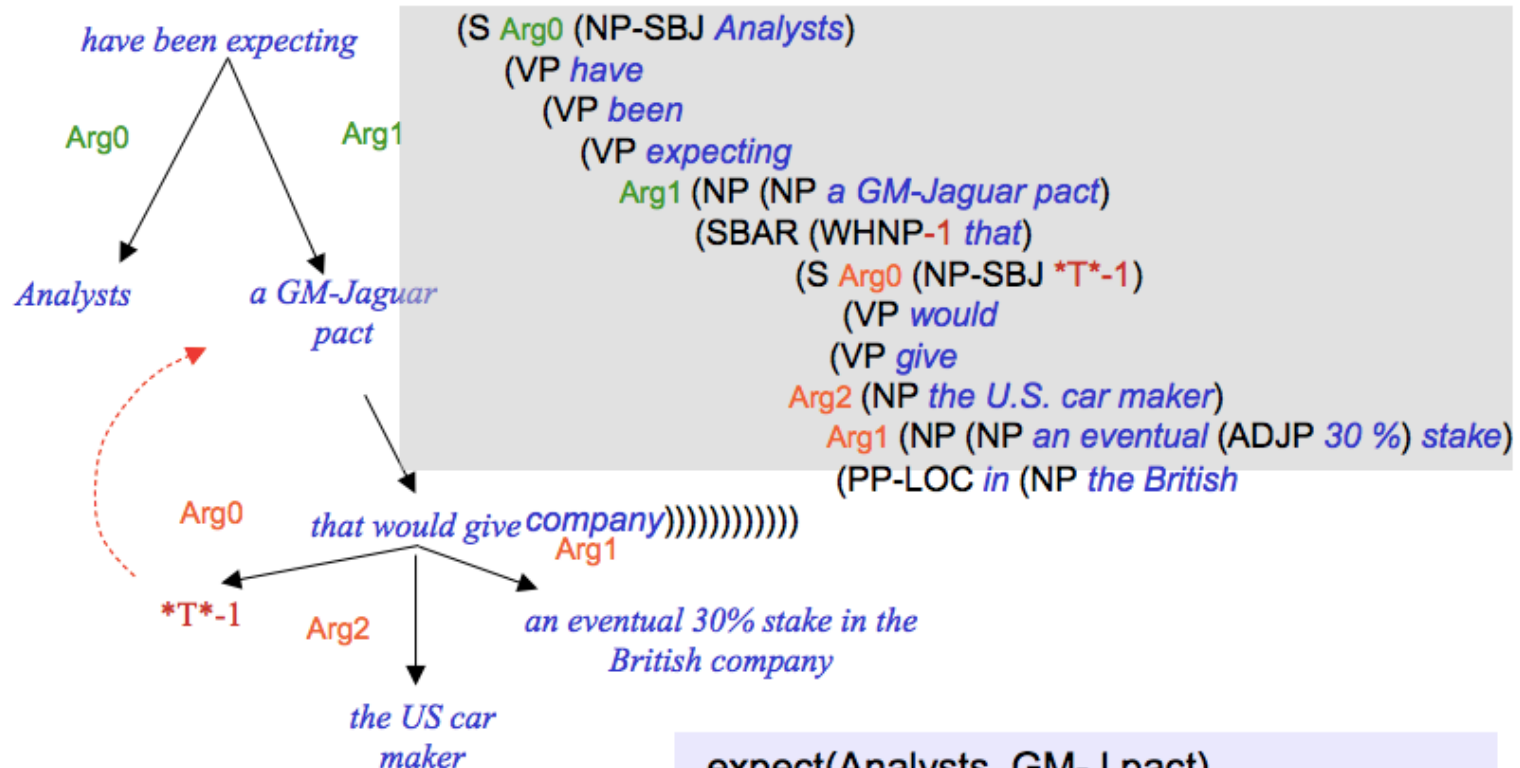 have been expecting
Arg0
Arg1
Analysts
a GM-Jaguar
pact
Arg0
that would give
Arg1
*T*-1
Arg2
an eventual 30% stake in the
British company
the US car
maker
(S Arg0 (NP-SBJ Analysts)
(VP have
(VP been
(VP expecting
Arg1 (NP (NP a GM-Jaguar pact)
(SBAR (WHNP-1 that)
(S Arg0 (NP-SBJ *T*-1)
(VP would
(VP give
Arg2 (NP the U.S. car maker)
Arg1 (NP (NP an eventual (ADJP 30 %) stake)
(PP-LOC in (NP the British
company))))))))))))
expect(Analysts, GM-J pact)